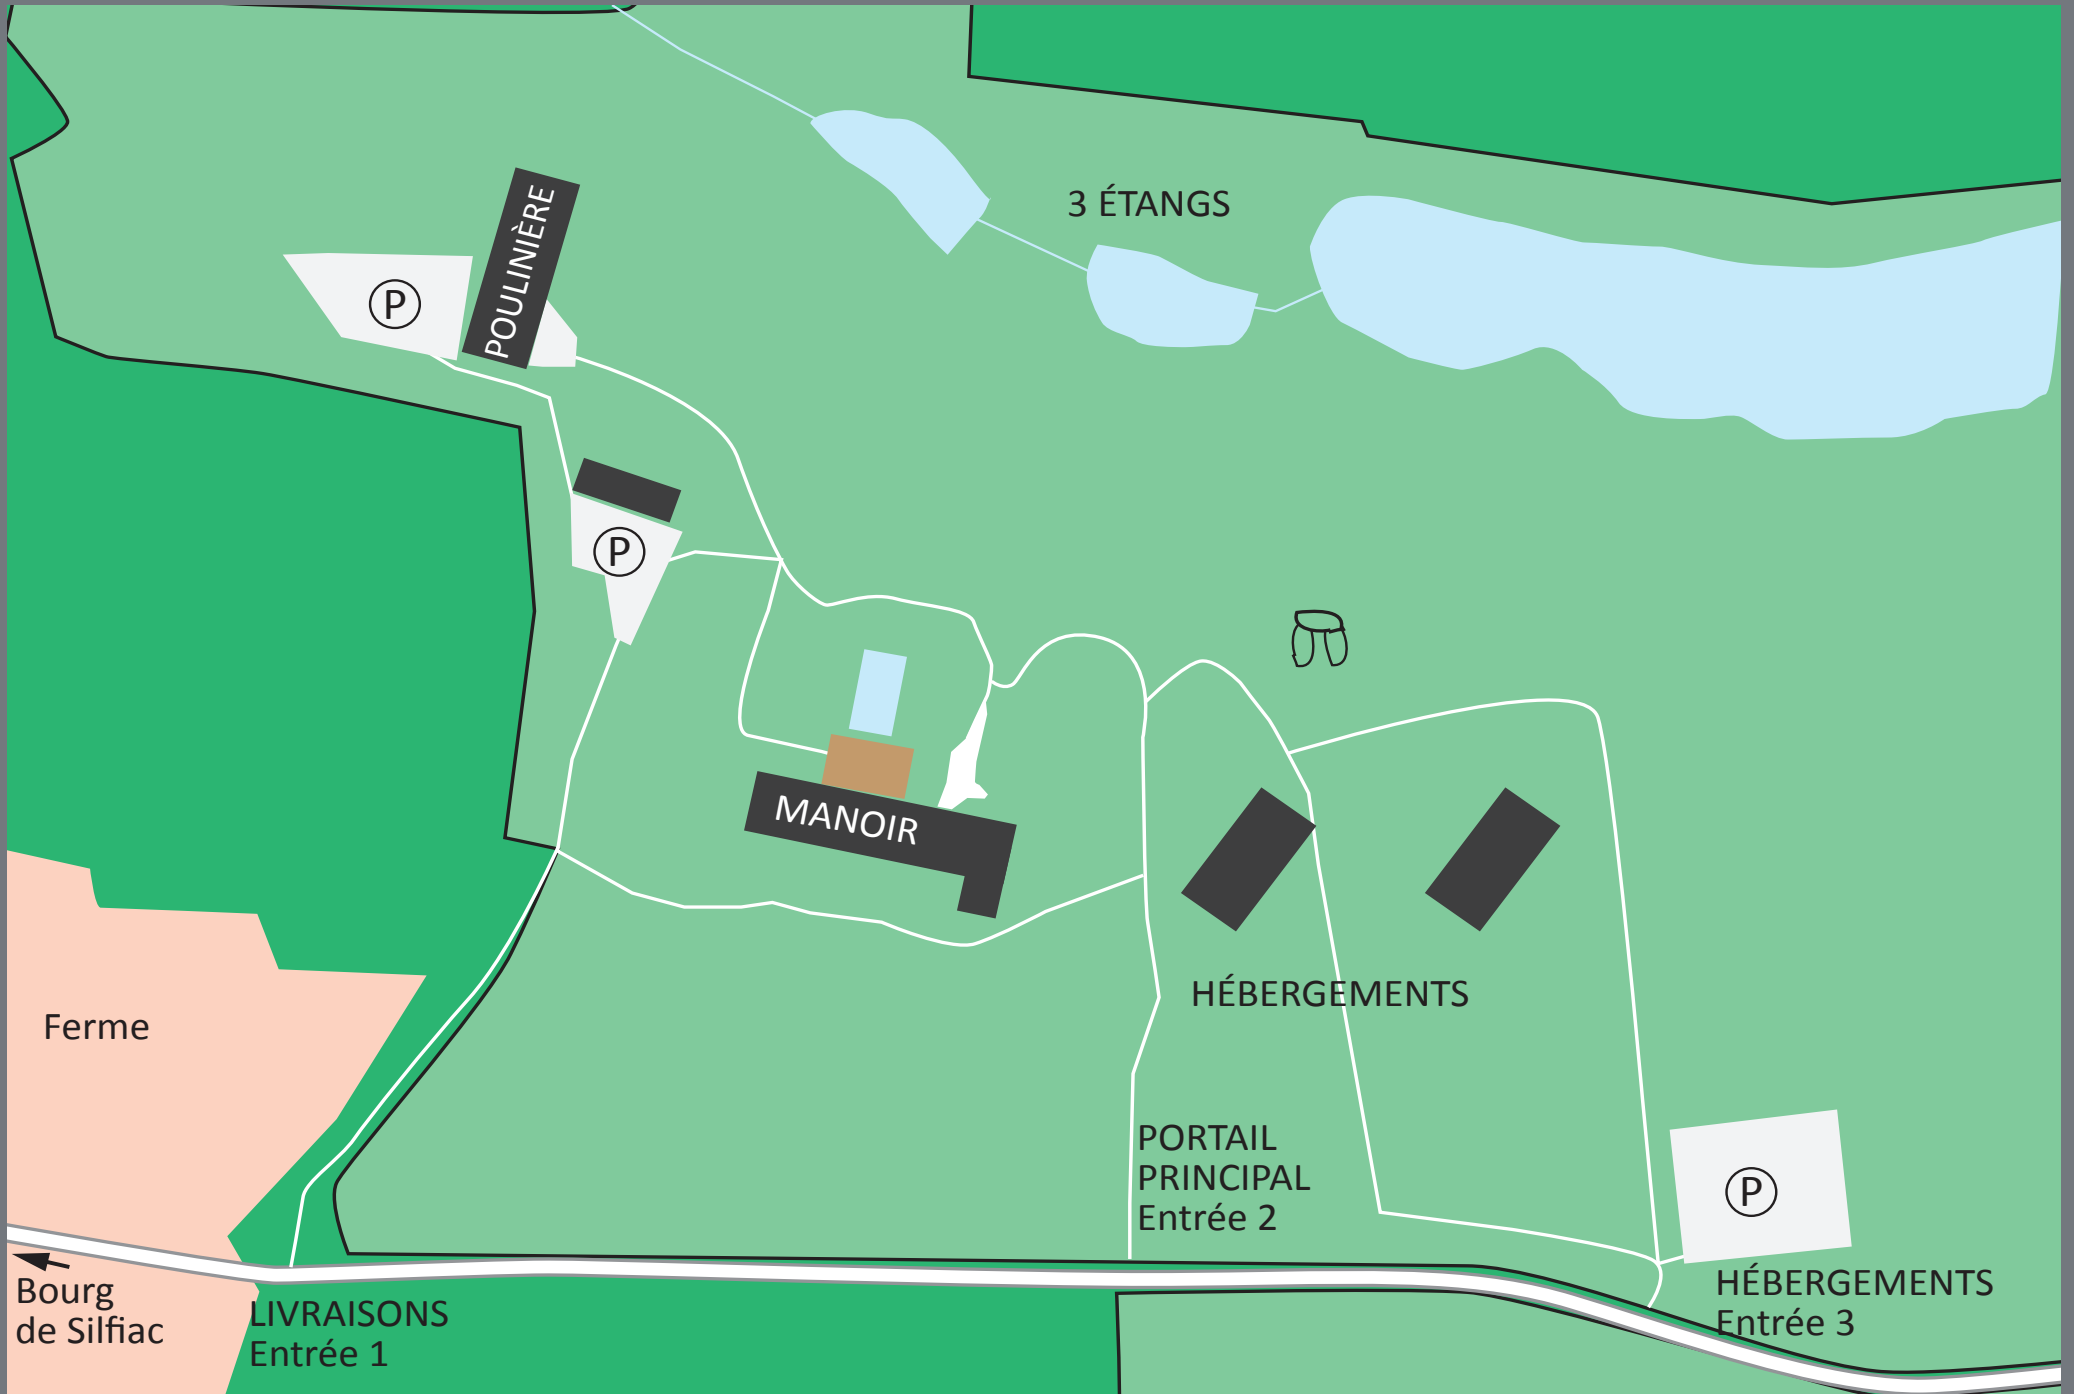 3 ÉTANGS
POULINIÈRE
P
P
MANOIR
HÉBERGEMENTS
Ferme
PORTAIL
PRINCIPAL
Entrée 2
P
Bourg
de Silfiac
LIVRAISONS
Entrée 1
HÉBERGEMENTS
Entrée 3